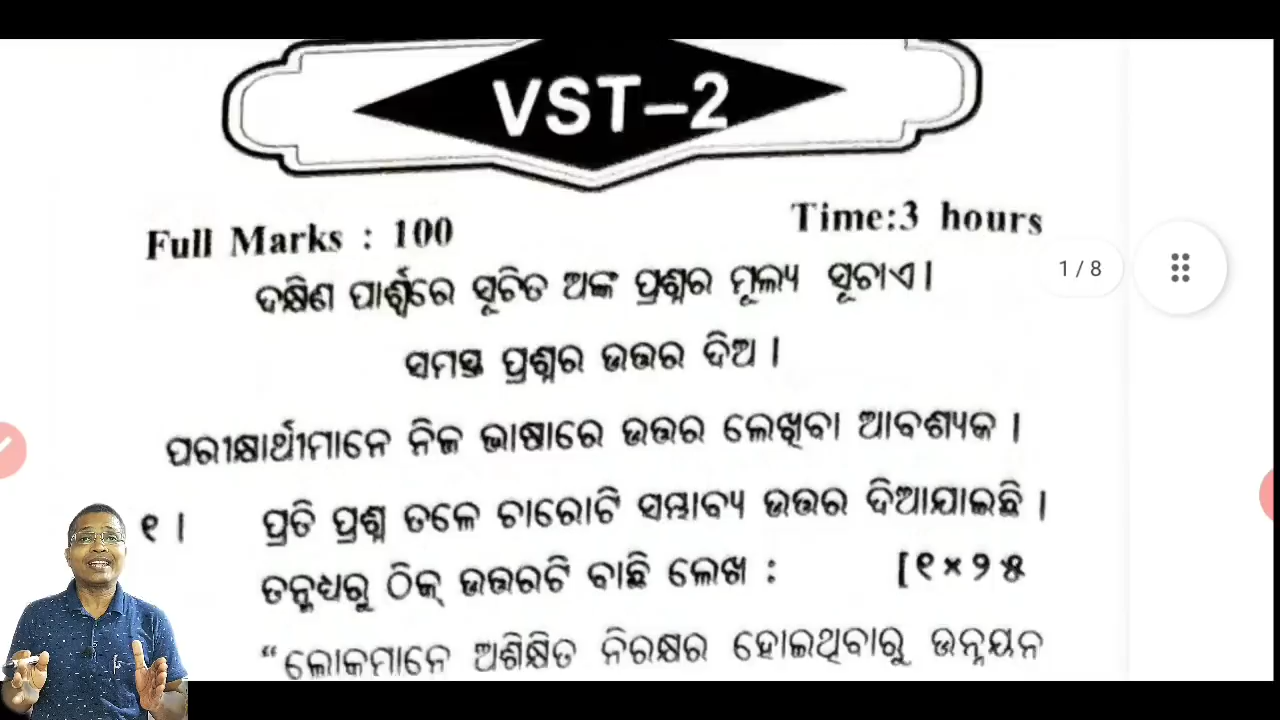 VST–2
Full Marks : 100
Time:3 hours
ଦକ୍ଷିଣ ପାର୍ଶ୍ଵରେ ସୂଚିତ ଅଙ୍କ ପ୍ରଶ୍ନର ମୂଲ୍ୟ ସୂଚାଏ ।
1 / 8
ସମସ୍ତ ପ୍ରଶ୍ନର ଉତ୍ତର ଦିଅ ।
ପରୀକ୍ଷାର୍ଥୀମାନେ ନିଜ ଭାଷାରେ ଉତ୍ତର ଲେଖିବା ଆବଶ୍ୟକ ।
୧ । ପ୍ରତି ପ୍ରଶ୍ନ ତଳେ ଚାରୋଟି ସମ୍ଭାବ୍ୟ ଉତ୍ତର ଦିଆଯାଇଛି ।
ତନ୍ମଧ୍ୟରୁ ଠିକ୍ ଉତ୍ତରଟି ବାଛି ଲେଖ : [୧×୨୫
“ଲୋକମାନେ ଅଶିକ୍ଷିତ ନିରକ୍ଷର ହୋଇଥିବାରୁ ଉନ୍ନୟନ